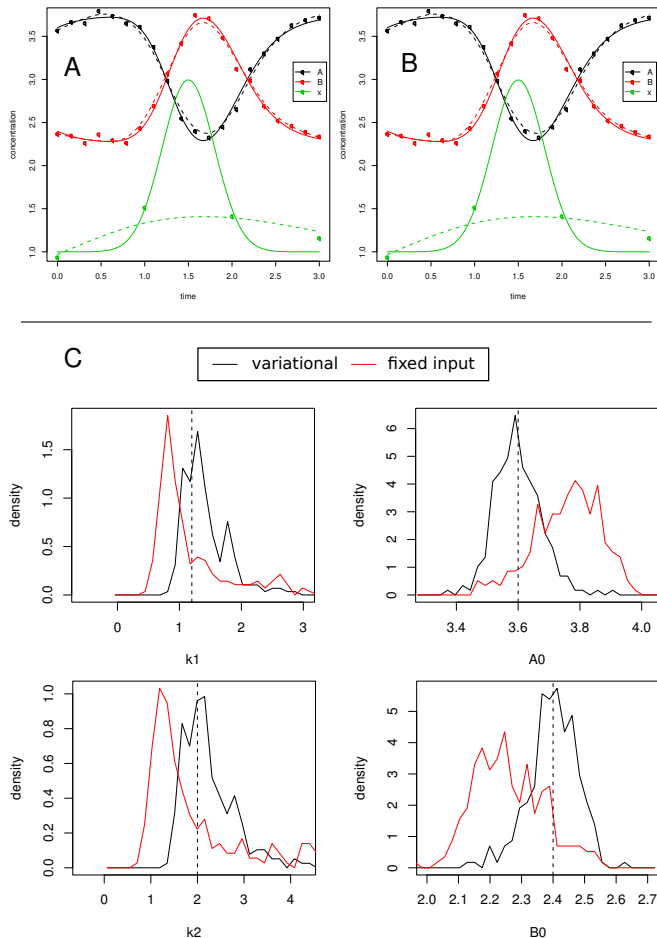 A
concentration
3.5
3.0
2.5
2.0
1.5
1.0
A
B
x
0.0 0.5 1.0 1.5 2.0 2.5 3.0
time
B
concentration
3.5
3.0
2.5
2.0
1.5
1.0
A
B
x
0.0 0.5 1.0 1.5 2.0 2.5 3.0
time
C
variational fixed input
density
1.5
1.0
0.5
0.0
0 1 2 3
k1
density
6
5
4
3
2
1
0
3.4 3.6 3.8 4.0
A0
density
1.0
0.8
0.6
0.4
0.2
0.0
0 1 2 3 4
k2
density
5
4
3
2
1
0
2.0 2.1 2.2 2.3 2.4 2.5 2.6 2.7
B0